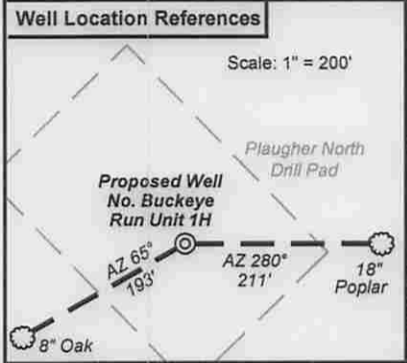 Well Location References
Scale: 1" = 200'
Plaugher North
Drill Pad
Proposed Well
No. Buckeye
Run Unit 1H
AZ 65°
193'
AZ 280°
211'
18"
Poplar
8" Oak